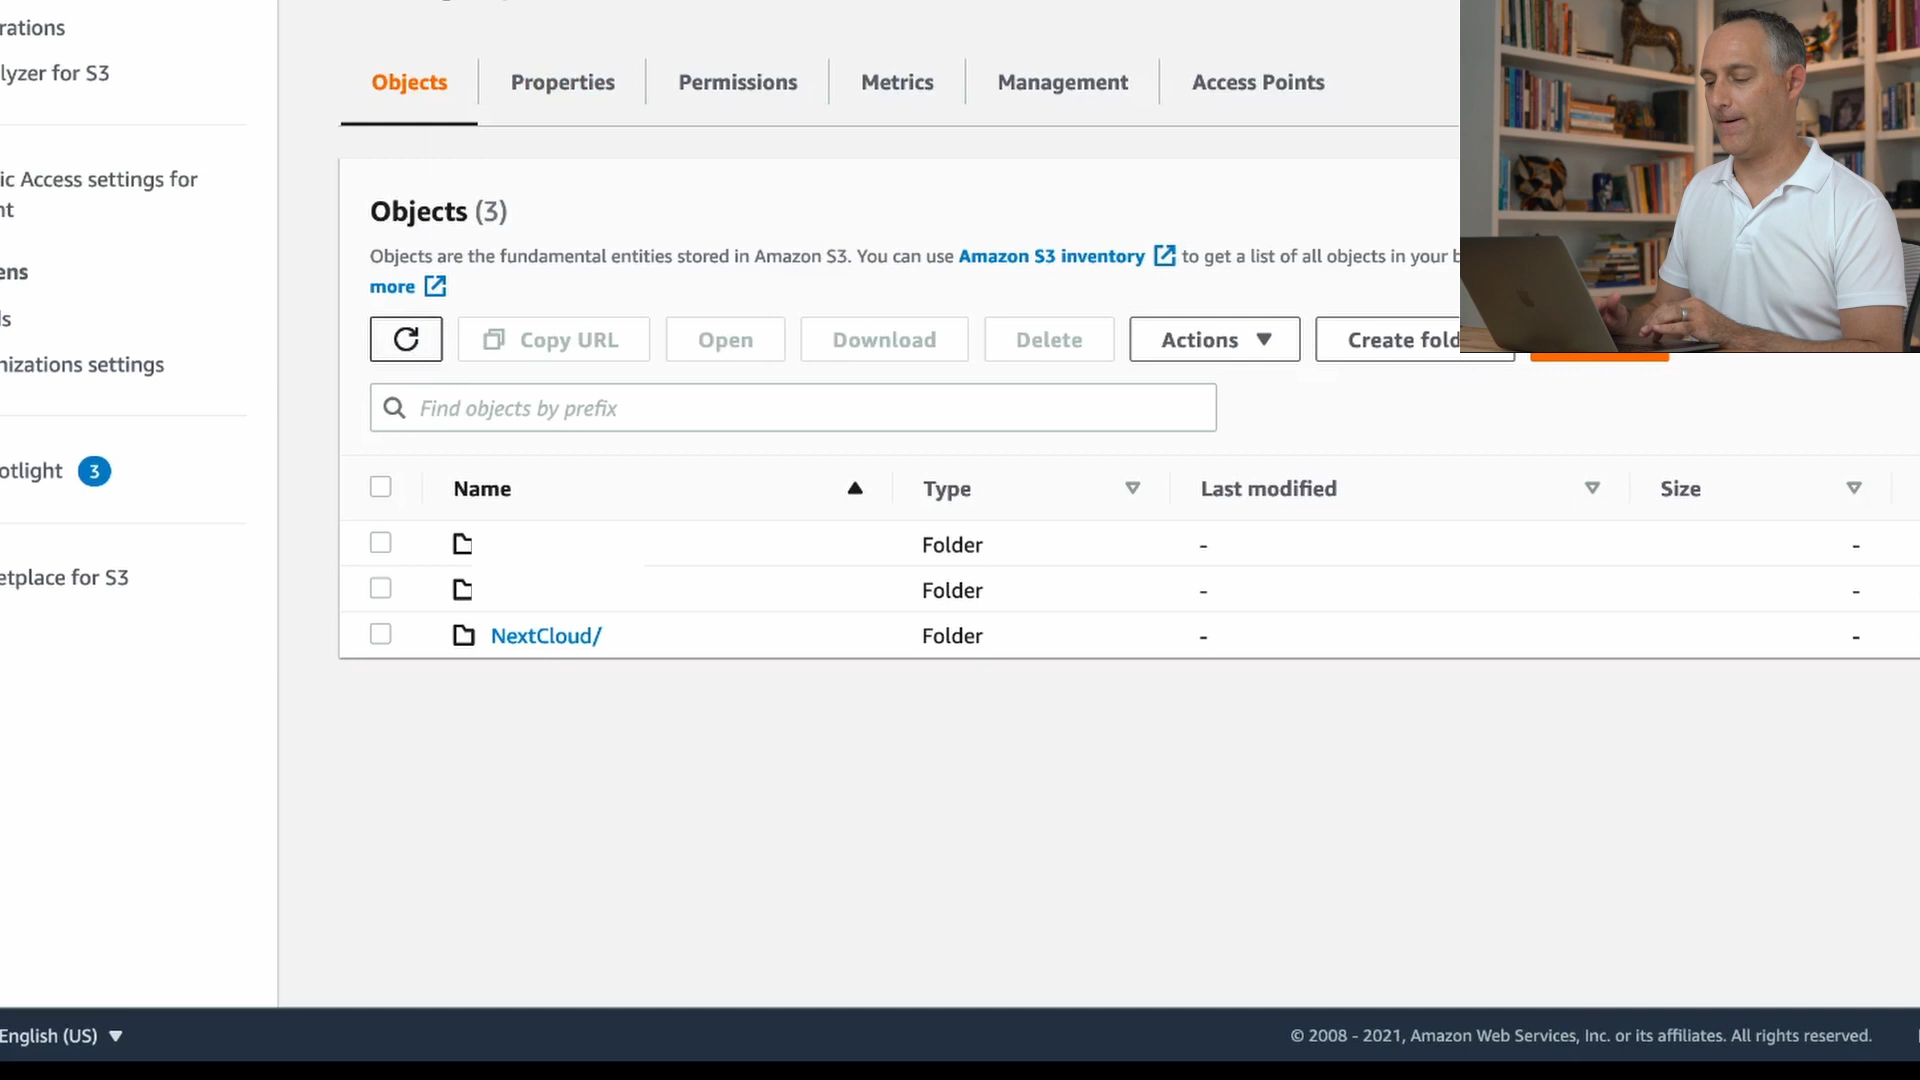 rations
lyzer for S3
ic Access settings for
nt
ens
ls
nizations settings
otlight 3
etplace for S3
Objects Properties Permissions Metrics Management Access Points
Objects (3)
Objects are the fundamental entities stored in Amazon S3. You can use Amazon S3 inventory to get a list of all objects in your b
more
Copy URL Open Download Delete Actions Create fold
Find objects by prefix
Name Type Last modified Size
Folder - -
Folder - -
NextCloud/ Folder - -
English (US) © 2008 - 2021, Amazon Web Services, Inc. or its affiliates. All rights reserved.